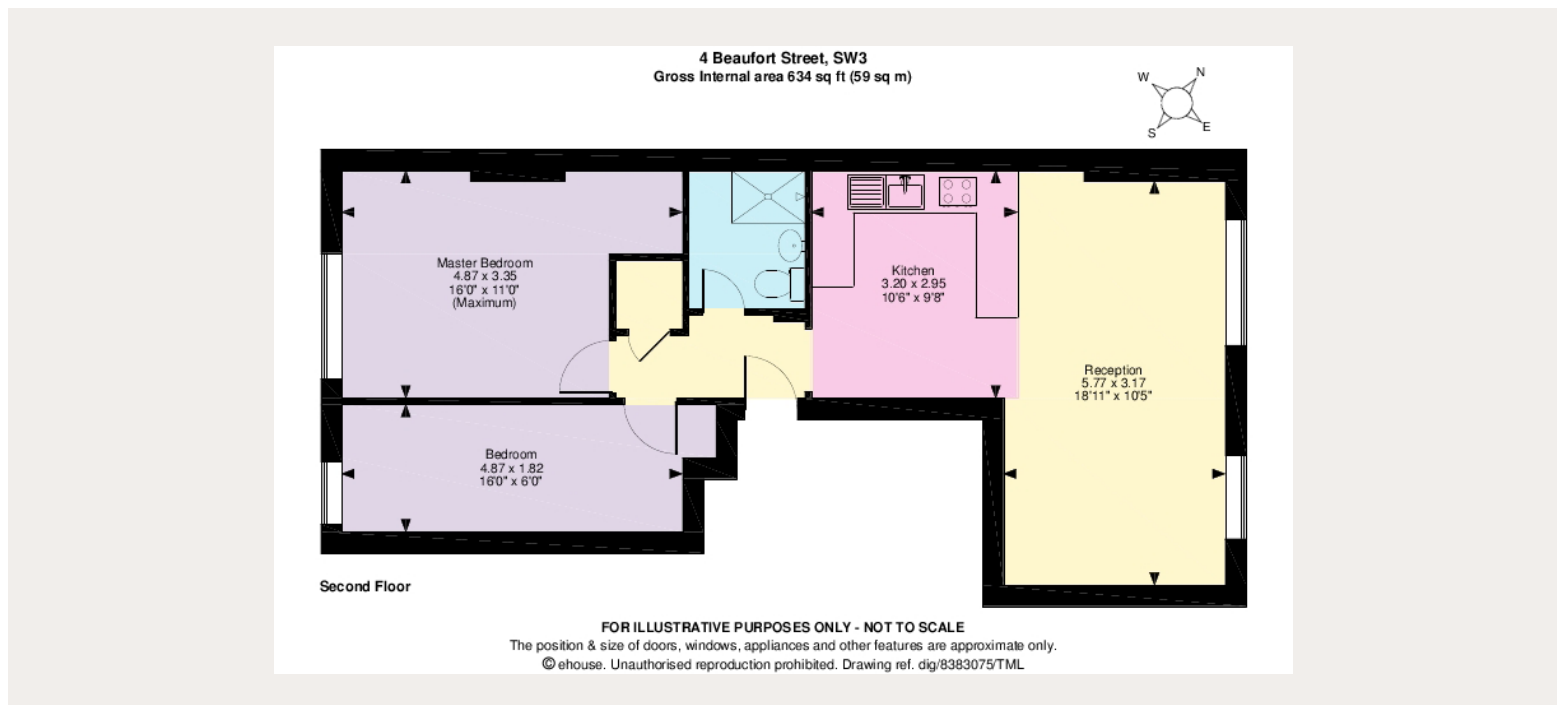 4 Beaufort Street, SW3
Gross Internal area 634 sq ft (59 sq m)
W
N
S
E
Master Bedroom
4.87 x 3.35
16'0" x 11'0"
(Maximum)
Kitchen
3.20 x 2.95
10'6" x 9'8"
Reception
5.77 x 3.17
18'11" x 10'5"
Bedroom
4.87 x 1.82
16'0" x 6'0"
Second Floor
FOR ILLUSTRATIVE PURPOSES ONLY - NOT TO SCALE
The position & size of doors, windows, appliances and other features are approximate only.
© ehouse. Unauthorised reproduction prohibited. Drawing ref. dig/8383075/TML